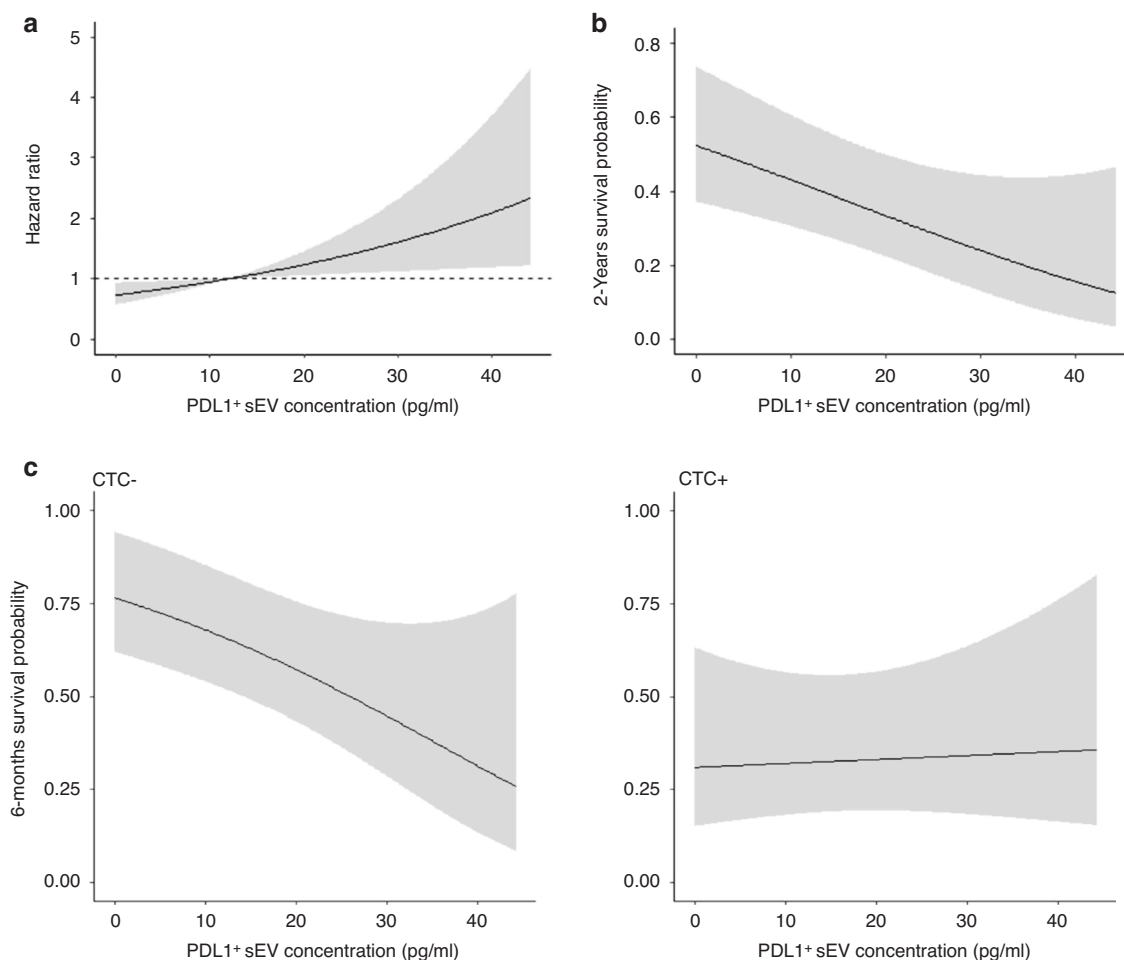 a
5
4
3
2
1
0
Hazard ratio
0 10 20 30 40
PDL1+ sEV concentration (pg/ml)
b
0.8
0.6
0.4
0.2
0.0
2-Years survival probability
0 10 20 30 40
PDL1+ sEV concentration (pg/ml)
c
CTC-
1.00
0.75
0.50
0.25
0.00
6-months survival probability
0 10 20 30 40
PDL1+ sEV concentration (pg/ml)
CTC+
1.00
0.75
0.50
0.25
0.00
0 10 20 30 40
PDL1+ sEV concentration (pg/ml)